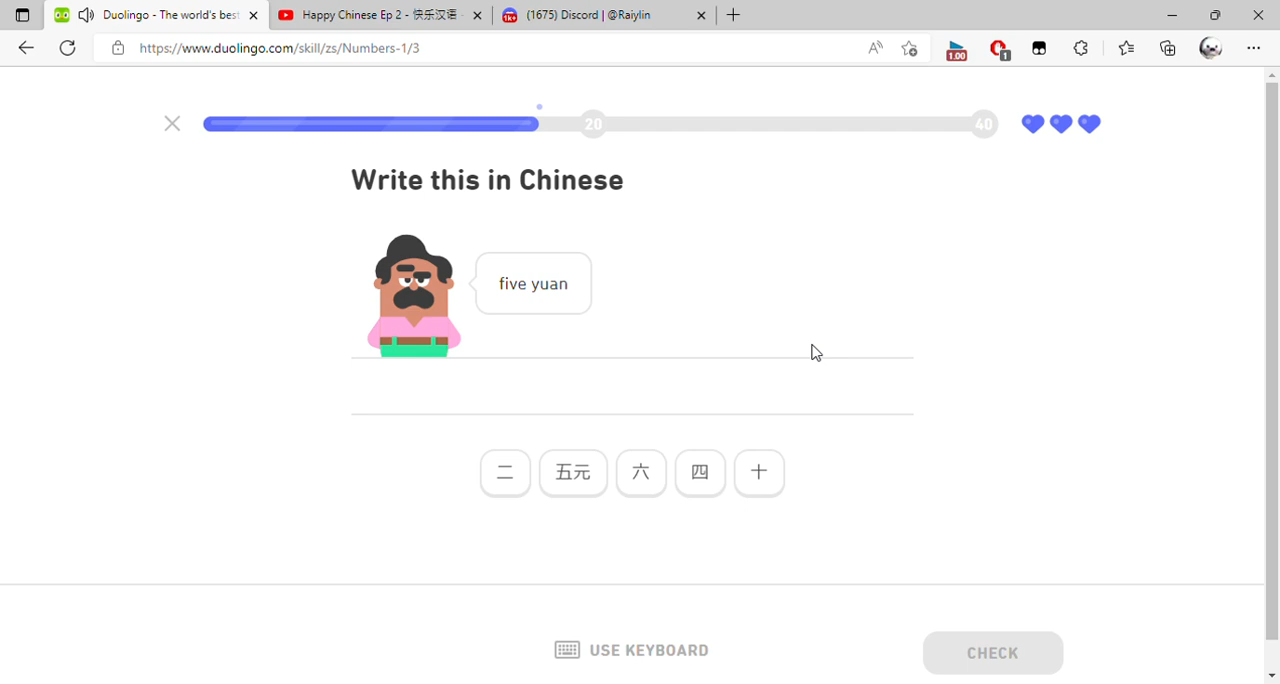 Duolingo - The world's best
Happy Chinese Ep 2 - 快乐汉语
(1675) Discord | @Raiylin
https://www.duolingo.com/skill/zs/Numbers-1/3
1.00
1
20
40
Write this in Chinese
five yuan
二 五元 六 四 十
USE KEYBOARD
CHECK